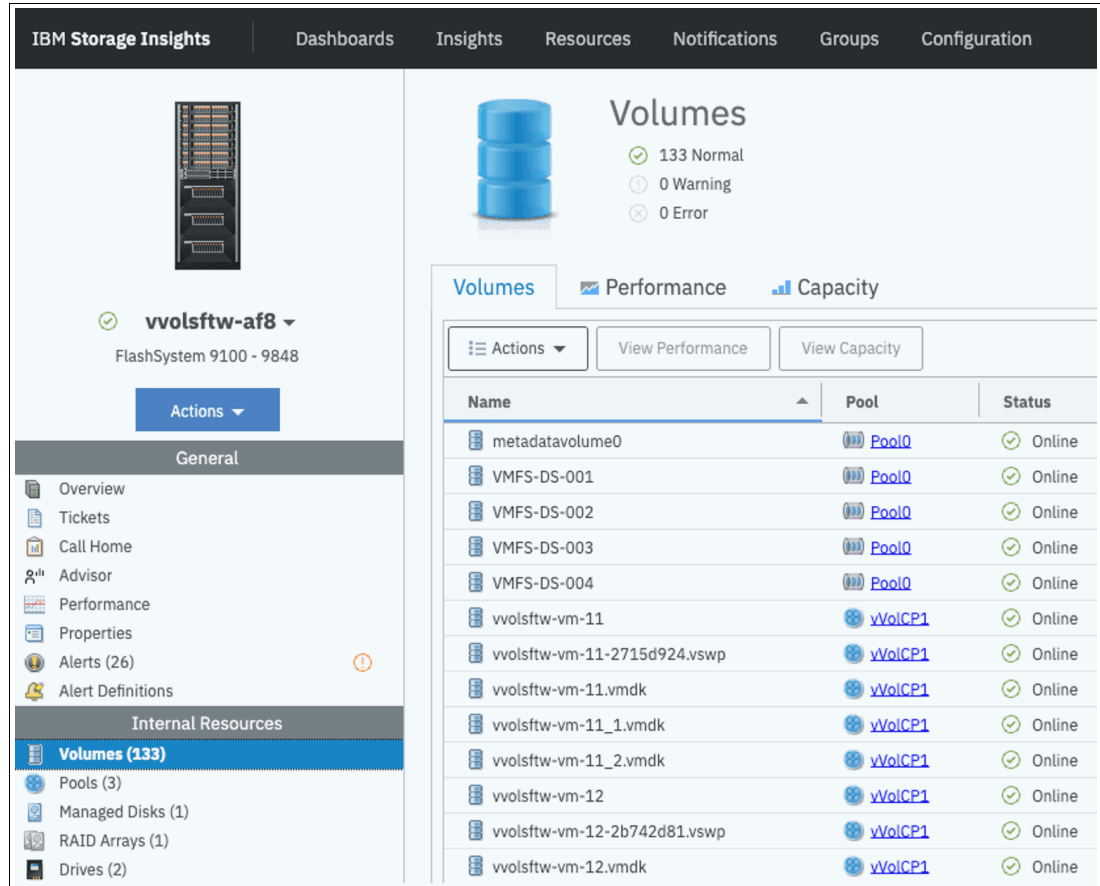 IBM Storage Insights Dashboards Insights Resources Notifications Groups Configuration
vvolsftw-af8
FlashSystem 9100 - 9848
Actions
General
Overview
Tickets
Call Home
Advisor
Performance
Properties
Alerts (26)
Alert Definitions
Internal Resources
Volumes (133)
Pools (3)
Managed Disks (1)
RAID Arrays (1)
Drives (2)
Volumes
133 Normal
0 Warning
0 Error
Volumes Performance Capacity
Actions View Performance View Capacity
Name Pool Status
metadatavolume0 Pool0 Online
VMFS-DS-001 Pool0 Online
VMFS-DS-002 Pool0 Online
VMFS-DS-003 Pool0 Online
VMFS-DS-004 Pool0 Online
vvolsftw-vm-11 vVolCP1 Online
vvolsftw-vm-11-2715d924.vswp vVolCP1 Online
vvolsftw-vm-11.vmdk vVolCP1 Online
vvolsftw-vm-11_1.vmdk vVolCP1 Online
vvolsftw-vm-11_2.vmdk vVolCP1 Online
vvolsftw-vm-12 vVolCP1 Online
vvolsftw-vm-12-2b742d81.vswp vVolCP1 Online
vvolsftw-vm-12.vmdk vVolCP1 Online